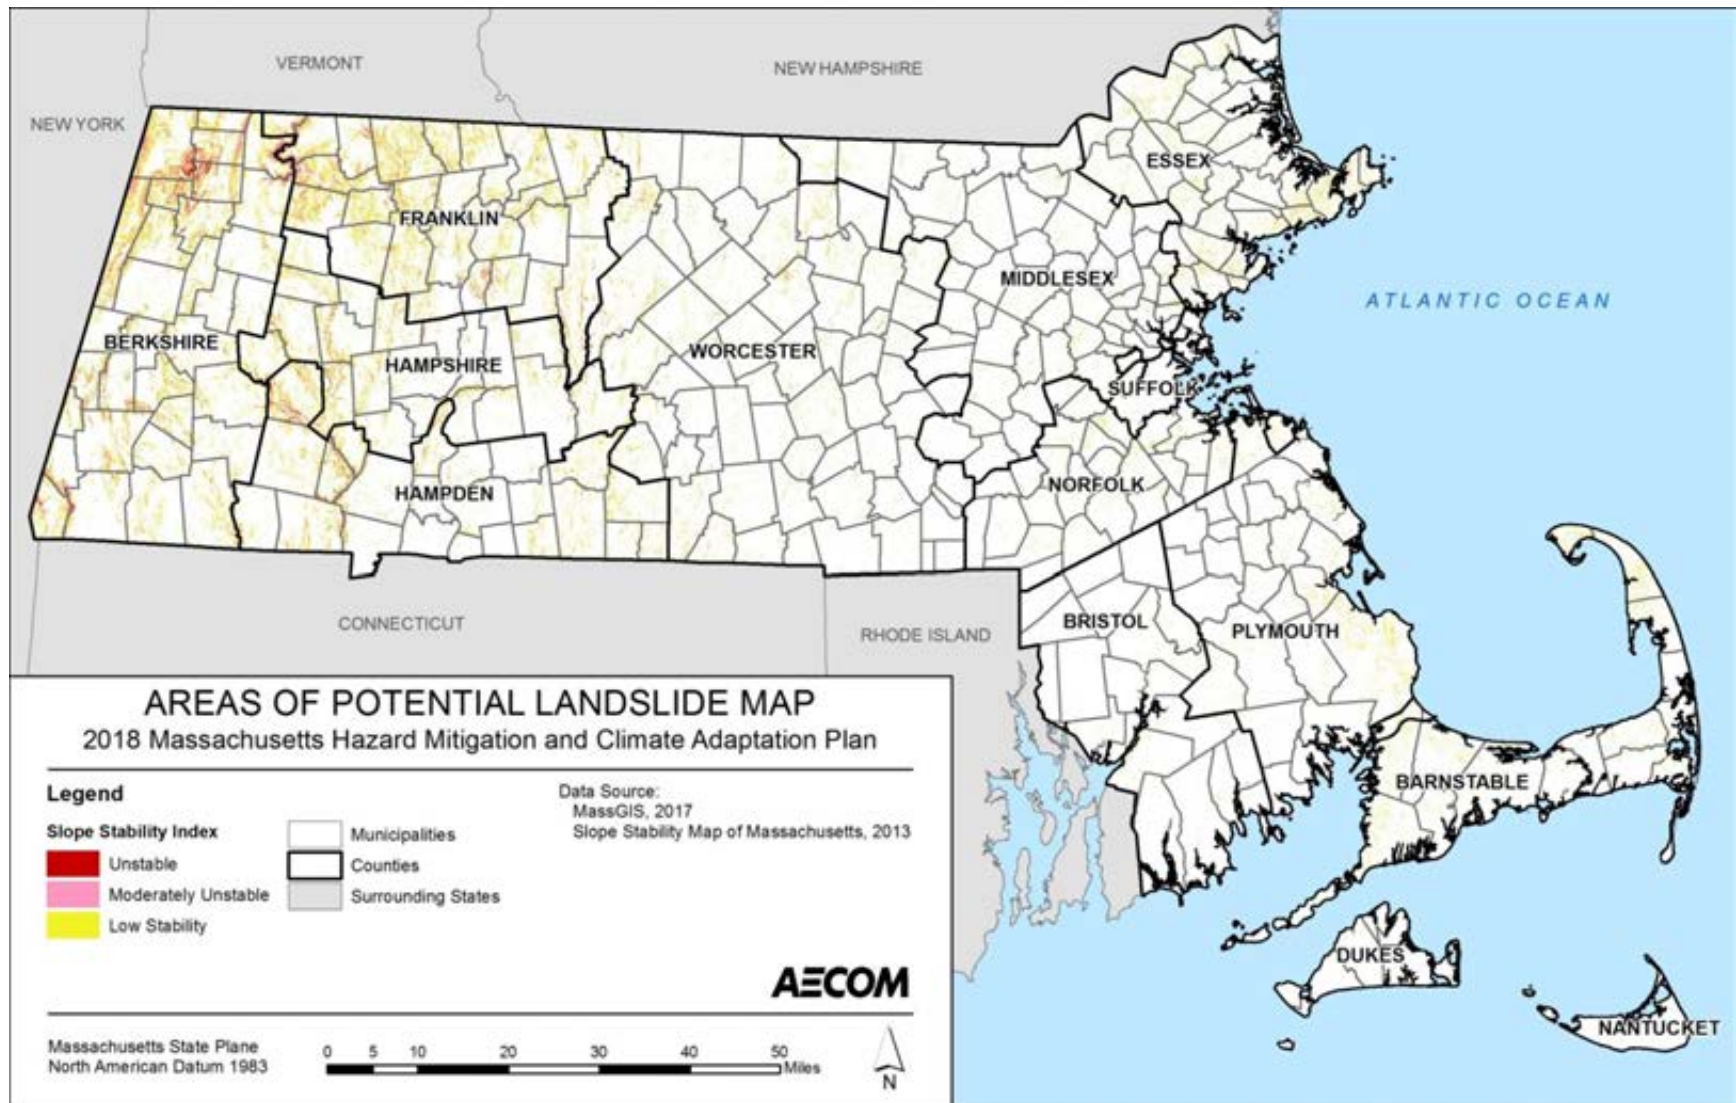 VERMONT
NEW HAMPSHIRE
NEW YORK
ESSEX
FRANKLIN
MIDDLESEX
ATLANTIC OCEAN
BERKSHIRE
WORCESTER
HAMPSHIRE
SUFFOLK
HAMPDEN
NORFOLK
CONNECTICUT
RHODE ISLAND
BRISTOL
PLYMOUTH
BARNSTABLE
DUKES
NANTUCKET
AREAS OF POTENTIAL LANDSLIDE MAP
2018 Massachusetts Hazard Mitigation and Climate Adaptation Plan
Legend
Slope Stability Index
Unstable
Moderately Unstable
Low Stability
Municipalities
Counties
Surrounding States
Data Source:
MassGIS, 2017
Slope Stability Map of Massachusetts, 2013
AECOM
Massachusetts State Plane
North American Datum 1983
0 5 10 20 30 40 50
Miles
N